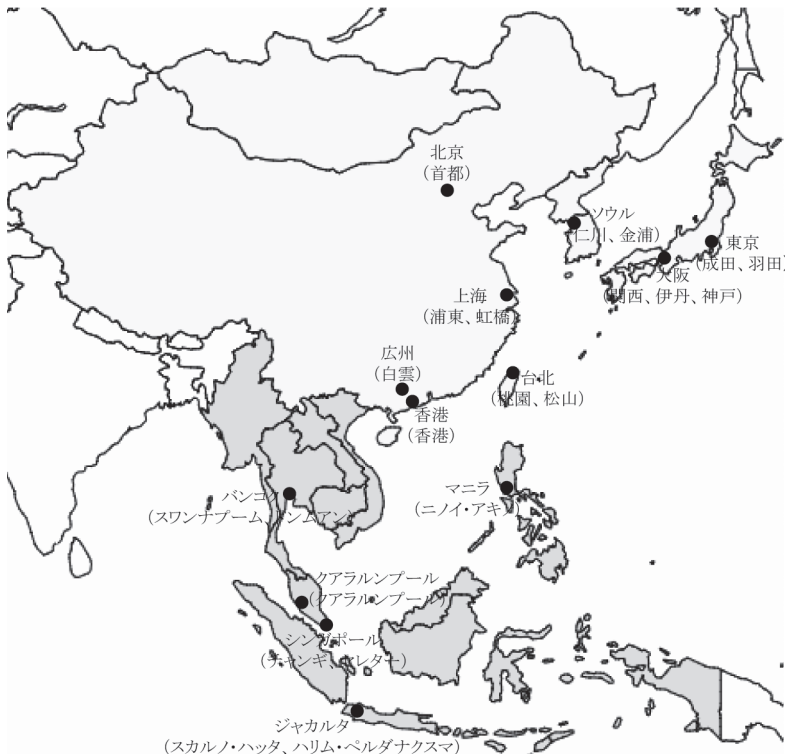 北京
(首都)
ソウル
(仁川、金浦)
東京
(成田、羽田)
大阪
(関西、伊丹、神戸)
上海
(浦東、虹橋)
広州
(白雲)
台北
(桃園、松山)
香港
(香港)
バンコク
(スワンナプーム、ドンムアン)
マニラ
(ニノイ・アキノ)
クアラルンプール
(クアラルンプール)
シンガポール
(チャンギ、セレター)
ジャカルタ
(スカルノ・ハッタ、ハリム・ペルダナクスマ)